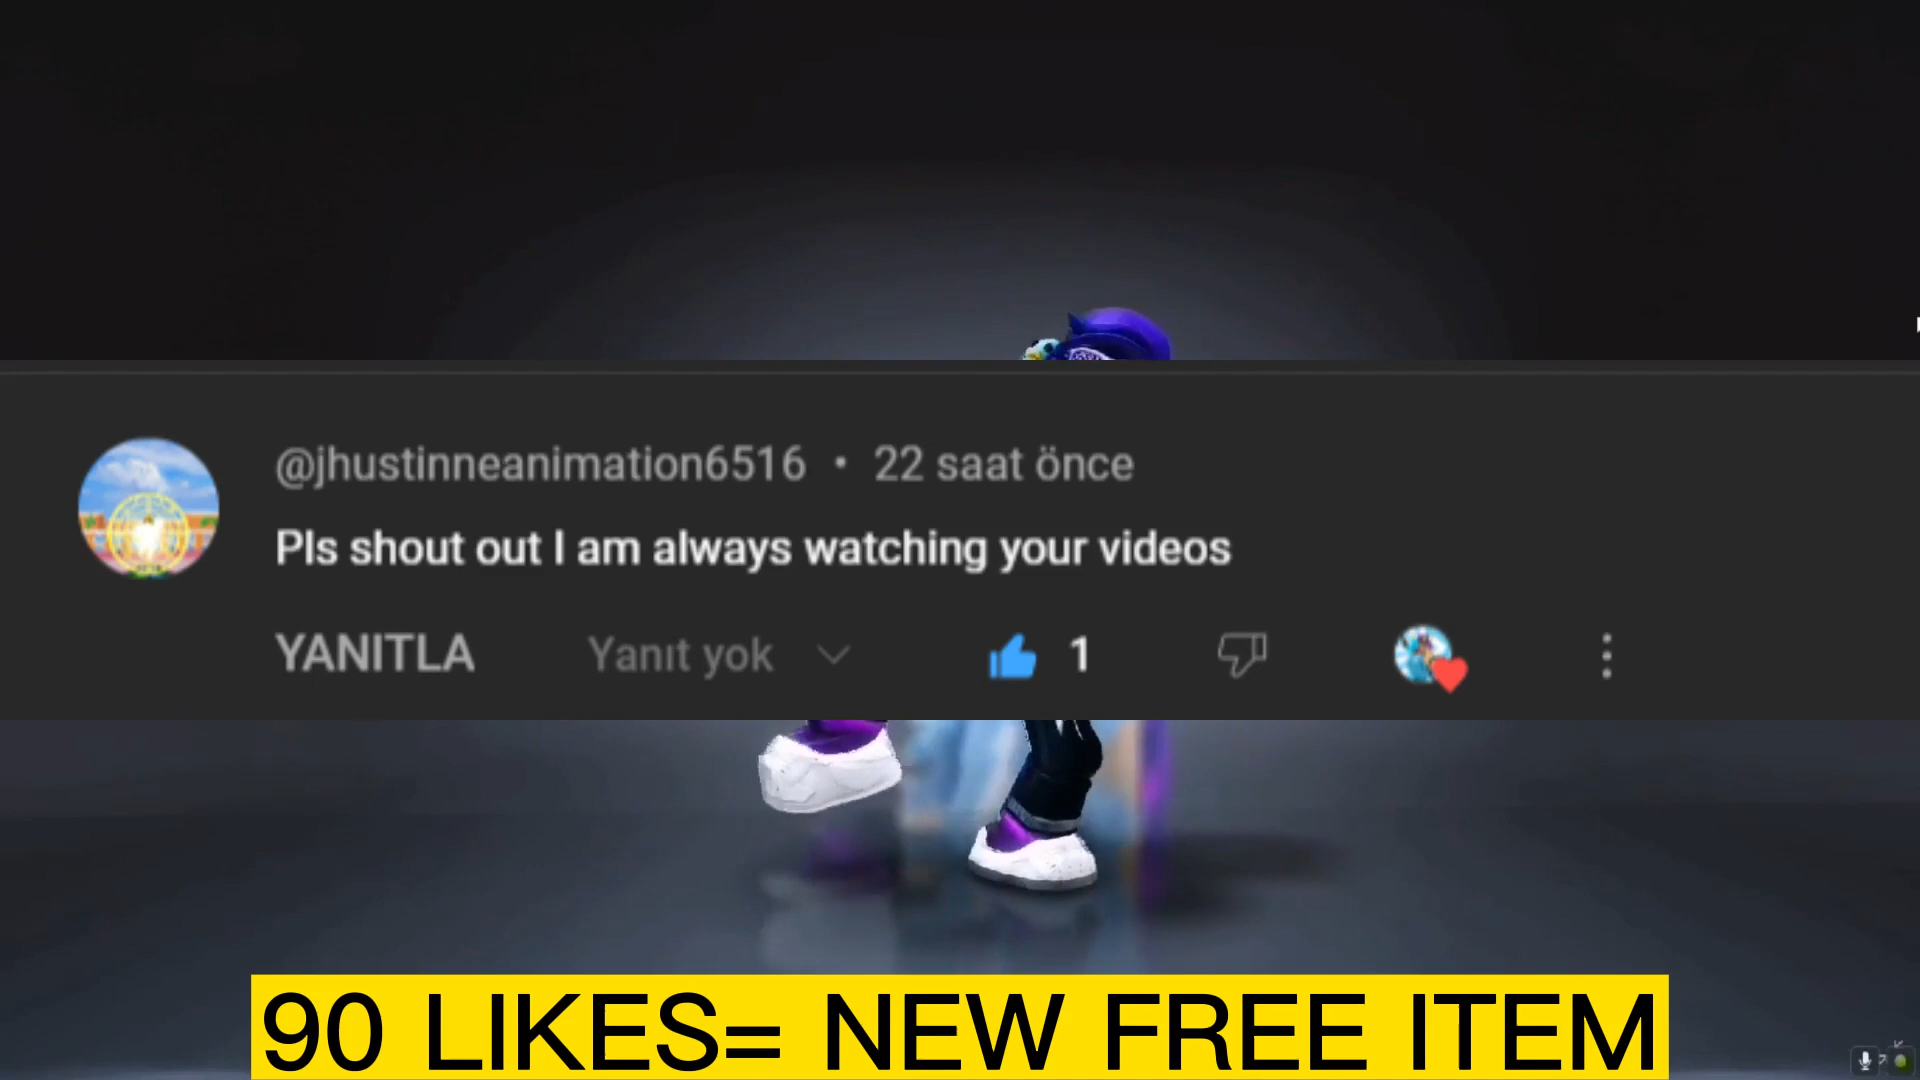 @jhustinneanimation6516 • 22 saat önce
Pls shout out I am always watching your videos
YANITLA Yanıt yok 1
90 LIKES= NEW FREE ITEM